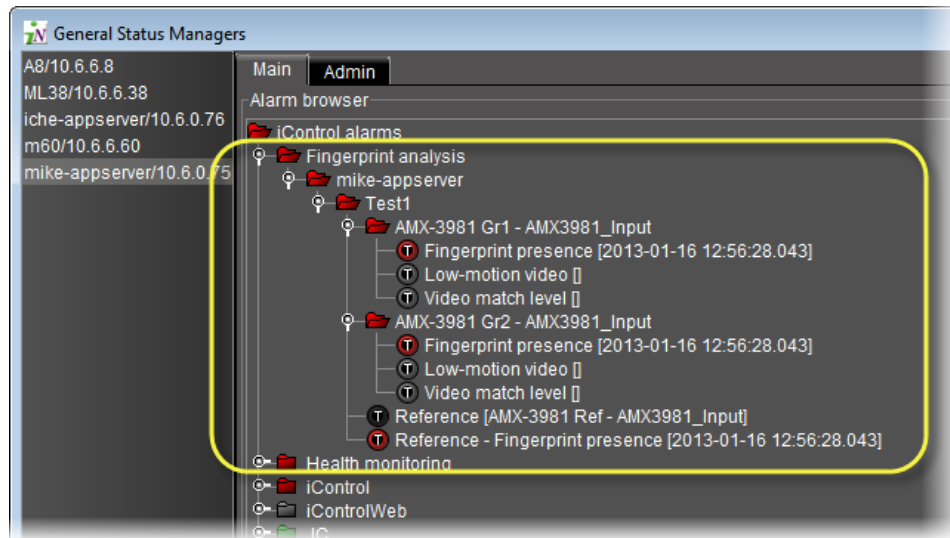 General Status Managers
A8/10.6.6.8
ML38/10.6.6.38
iche-appserver/10.6.0.76
m60/10.6.6.60
mike-appserver/10.6.0.75
Main
Admin
Alarm browser
iControl alarms
Fingerprint analysis
mike-appserver
Test1
AMX-3981 Gr1 - AMX3981_Input
T Fingerprint presence [2013-01-16 12:56:28.043]
T Low-motion video []
T Video match level []
AMX-3981 Gr2 - AMX3981_Input
T Fingerprint presence [2013-01-16 12:56:28.043]
T Low-motion video []
T Video match level []
T Reference [AMX-3981 Ref - AMX3981_Input]
T Reference - Fingerprint presence [2013-01-16 12:56:28.043]
Health monitoring
iControl
iControlWeb